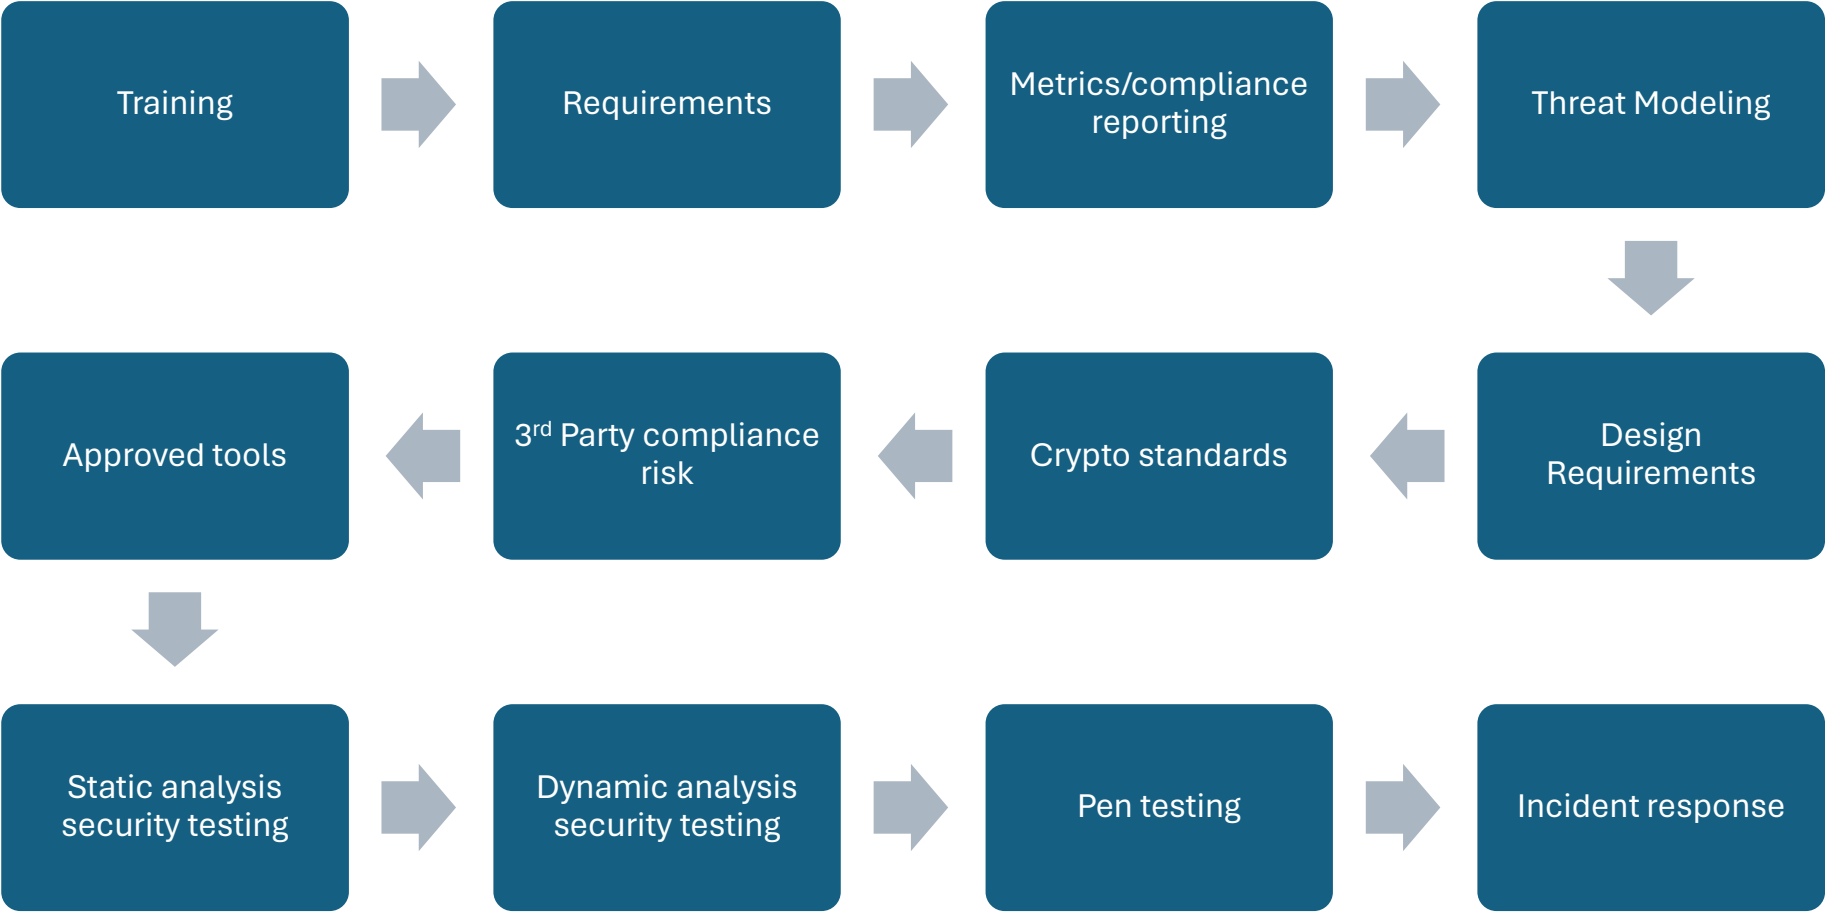 Training
Requirements
Metrics/compliance
reporting
Threat Modeling
Design
Requirements
Crypto standards
3rd Party compliance
risk
Approved tools
Static analysis
security testing
Dynamic analysis
security testing
Pen testing
Incident response